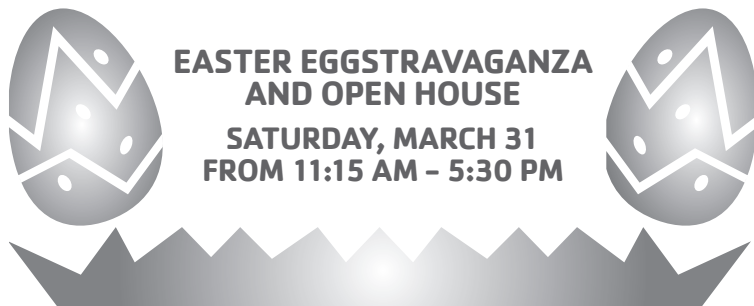 EASTER EGGSTRAVAGANZA
AND OPEN HOUSE
SATURDAY, MARCH 31
FROM 11:15 AM – 5:30 PM